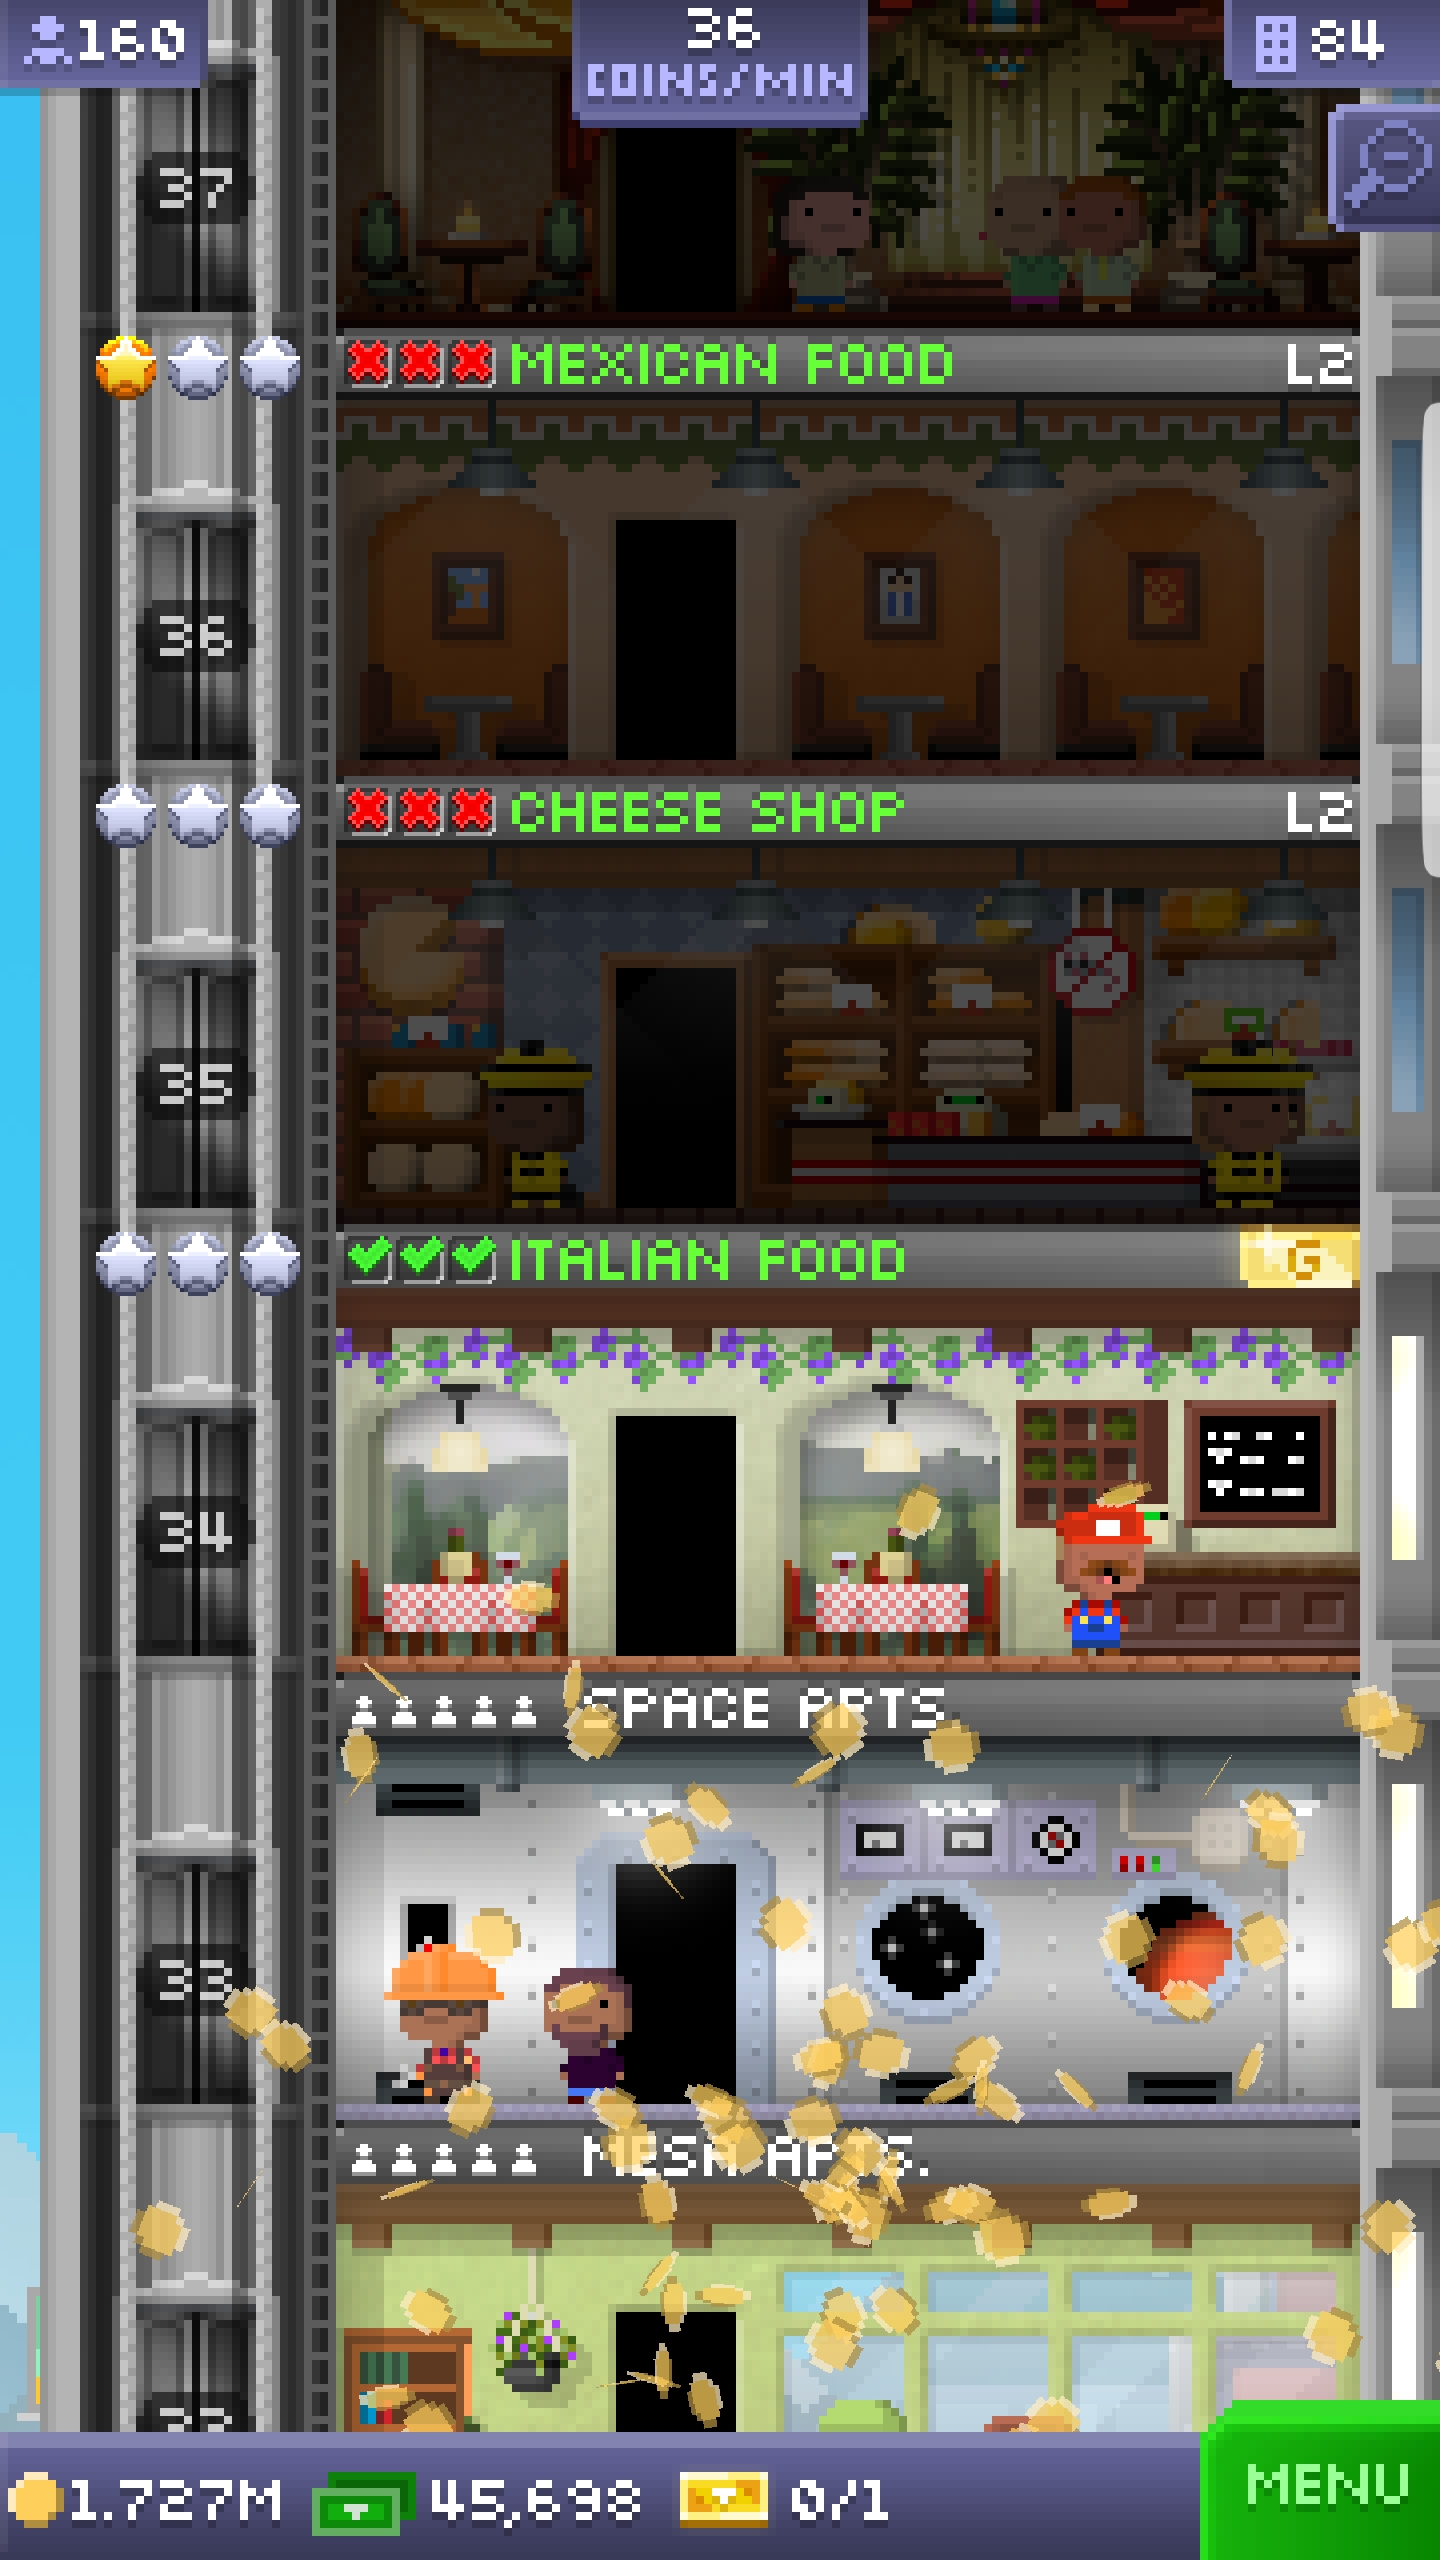 160
36
COINS/MIN
84
37
MEXICAN FOOD L2
36
CHEESE SHOP L2
35
ITALIAN FOOD G
34
SPACE APTS.
33
MESA APTS.
32
1.727M 45,698 0/1 MENU